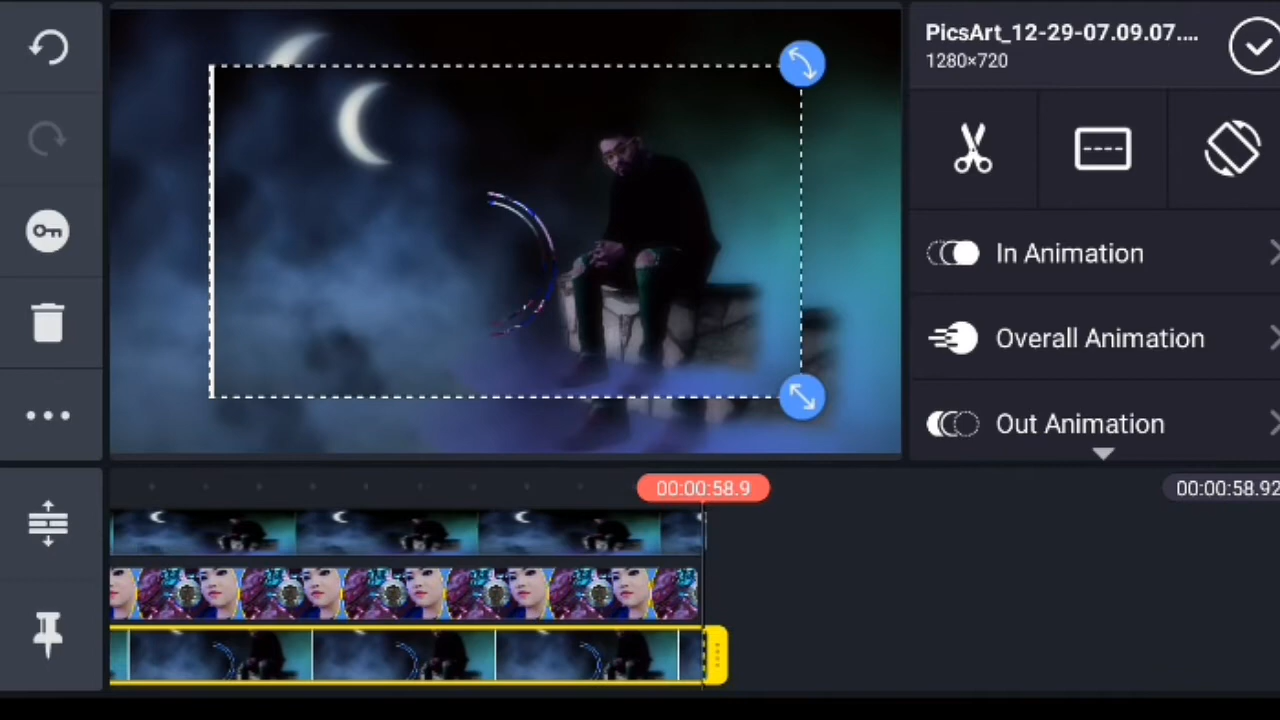 PicsArt_12-29-07.09.07....
1280×720
In Animation
Overall Animation
Out Animation
00:00:58.9
00:00:58.92